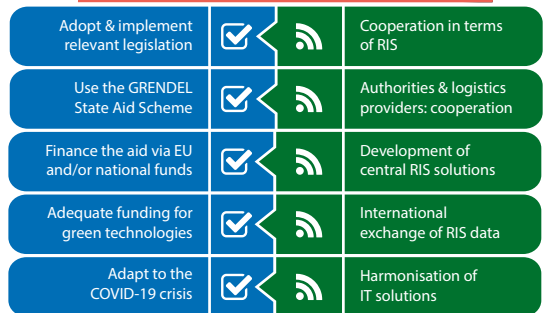 Adopt & implement
relevant legislation
Cooperation in terms
of RIS
Use the GRENDEL
State Aid Scheme
Authorities & logistics
providers: cooperation
Finance the aid via EU
and/or national funds
Development of
central RIS solutions
Adequate funding for
green technologies
International
exchange of RIS data
Adapt to the
COVID-19 crisis
Harmonisation of
IT solutions